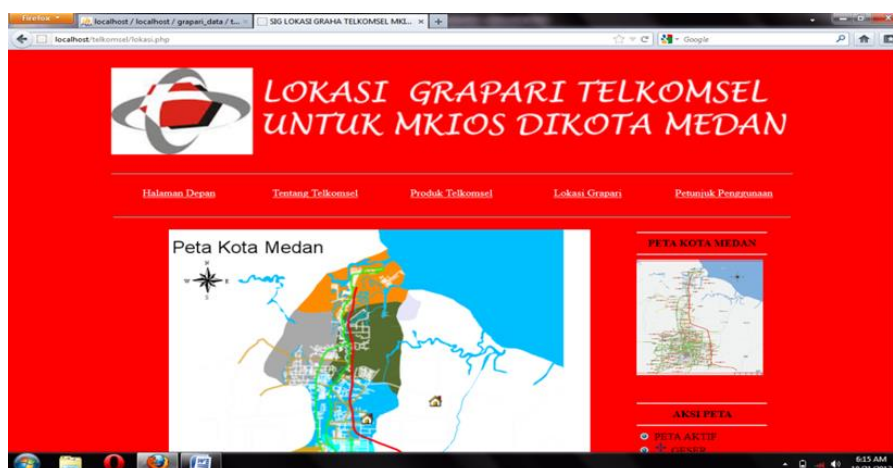 Firefox
localhost / localhost / grapari_data / t...
SIG LOKASI GRAHA TELKOMSEL MKI...
localhost/telkomsel/lokasi.php
Google
LOKASI GRAPARI TELKOMSEL
UNTUK MKIOS DIKOTA MEDAN
Halaman Depan
Tentang Telkomsel
Produk Telkomsel
Lokasi Grapari
Petunjuk Penggunaan
Peta Kota Medan
PETA KOTA MEDAN
AKSI PETA
PETA AKTIF
GESER
6:15 AM